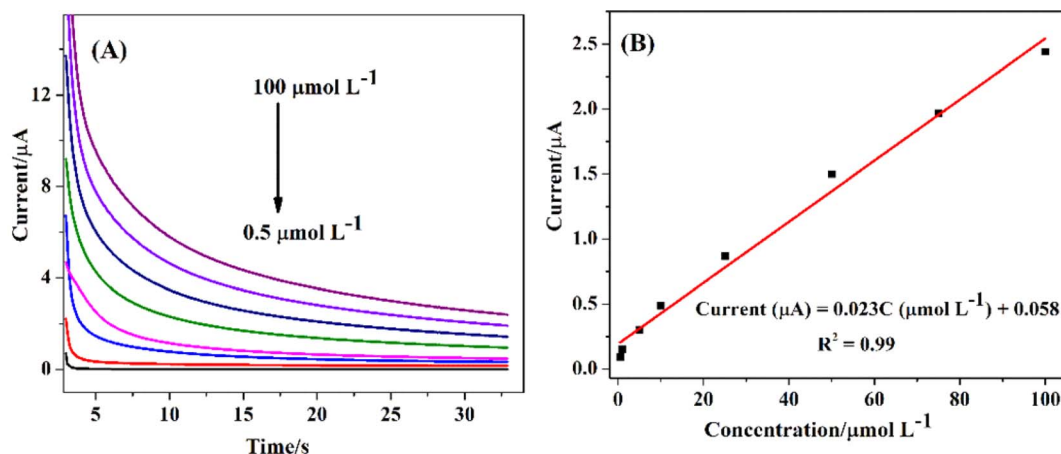 (A)
100 μmol L⁻¹
0.5 μmol L⁻¹
Current/μA
12
8
4
0
5
10
15
20
25
30
Time/s
(B)
Current (μA) = 0.023C (μmol L⁻¹) + 0.058
R² = 0.99
Current/μA
2.5
2.0
1.5
1.0
0.5
0.0
0
20
40
60
80
100
Concentration/μmol L⁻¹